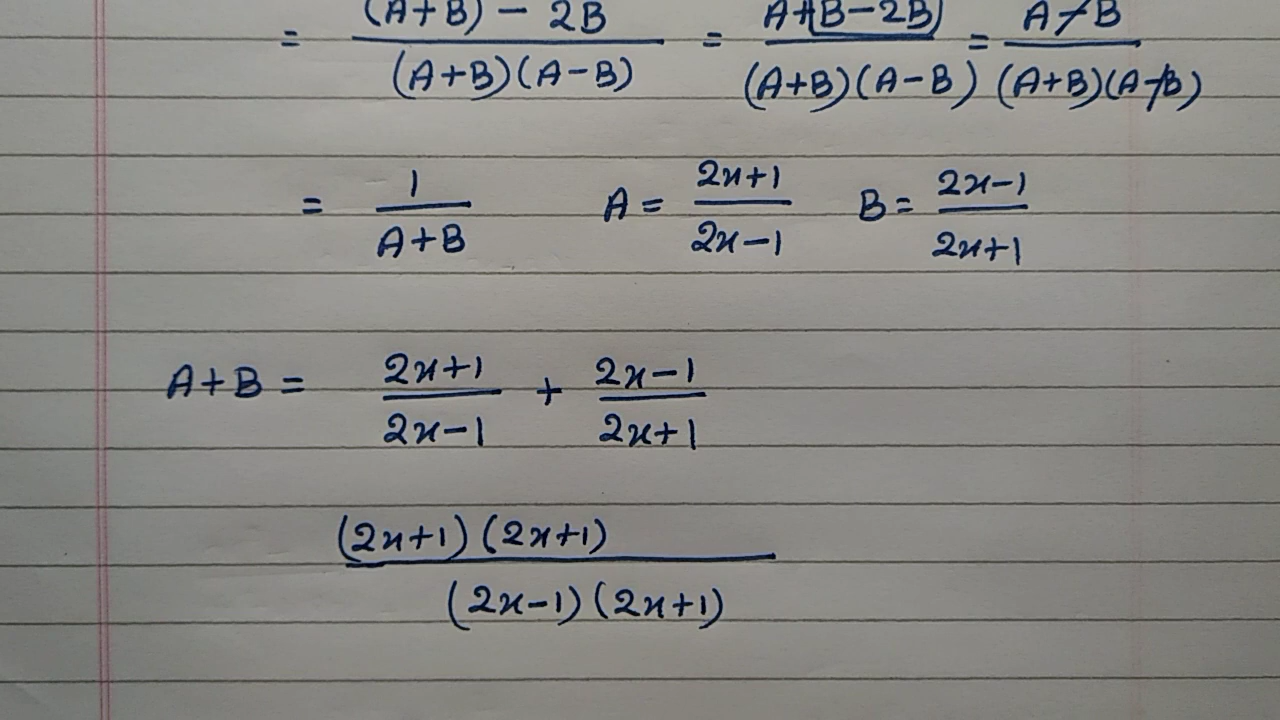 = (A+B) - 2B / (A+B)(A-B) = A+(B-2B) / (A+B)(A-B) = A-B / (A+B)(A-B)
= 1 / A+B A = 2x+1 / 2x-1 B = 2x-1 / 2x+1
A+B = 2x+1 / 2x-1 + 2x-1 / 2x+1
(2x+1)(2x+1) / (2x-1)(2x+1)